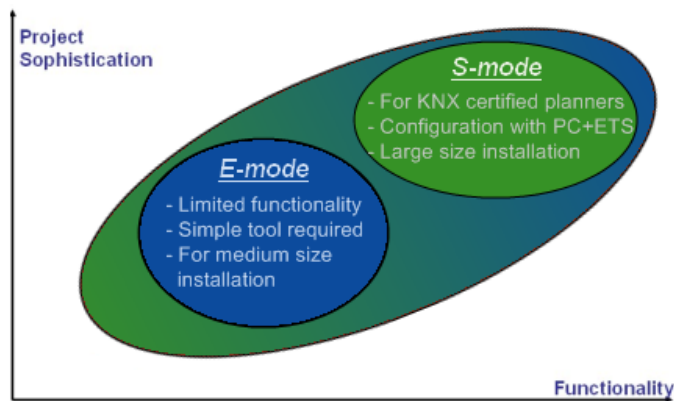 Project
Sophistication
S-mode
- For KNX certified planners
- Configuration with PC+ETS
- Large size installation
E-mode
- Limited functionality
- Simple tool required
- For medium size
installation
Functionality